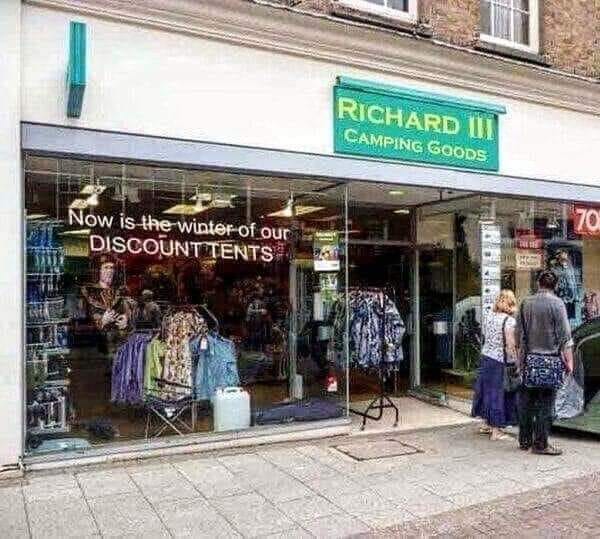 RICHARD III
CAMPING GOODS
Now is the winter of our
DISCOUNT TENTS
70